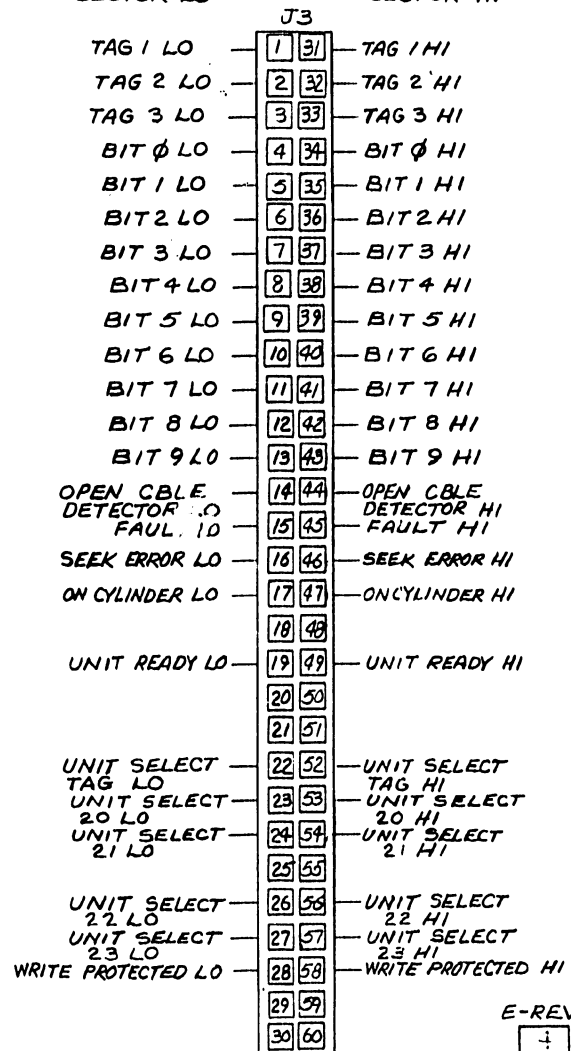 J3
TAG 1 LO 1 31 TAG 1 HI
TAG 2 LO 2 32 TAG 2 HI
TAG 3 LO 3 33 TAG 3 HI
BIT φ LO 4 34 BIT φ HI
BIT 1 LO 5 35 BIT 1 HI
BIT 2 LO 6 36 BIT 2 HI
BIT 3 LO 7 37 BIT 3 HI
BIT 4 LO 8 38 BIT 4 HI
BIT 5 LO 9 39 BIT 5 HI
BIT 6 LO 10 40 BIT 6 HI
BIT 7 LO 11 41 BIT 7 HI
BIT 8 LO 12 42 BIT 8 HI
BIT 9 LO 13 43 BIT 9 HI
OPEN CBLE 14 44 OPEN CBLE
DETECTOR DETECTOR HI
15 45 FAULT HI
SEEK ERROR LO 16 46 SEEK ERROR HI
ON CYLINDER LO 17 47 ON CYLINDER HI
18 48
UNIT READY LO 19 49 UNIT READY HI
20 50
21 51
UNIT SELECT 22 52 UNIT SELECT
TAG LO TAG HI
UNIT SELECT 23 53 UNIT SELECT
20 LO 20 HI
UNIT SELECT 24 54 UNIT SELECT
21 LO 21 HI
25 55
UNIT SELECT 26 56 UNIT SELECT
22 LO 22 HI
UNIT SELECT 27 57 UNIT SELECT
23 LO 23 HI
WRITE PROTECTED LO 28 58 WRITE PROTECTED HI
29 59
30 60
E-REV